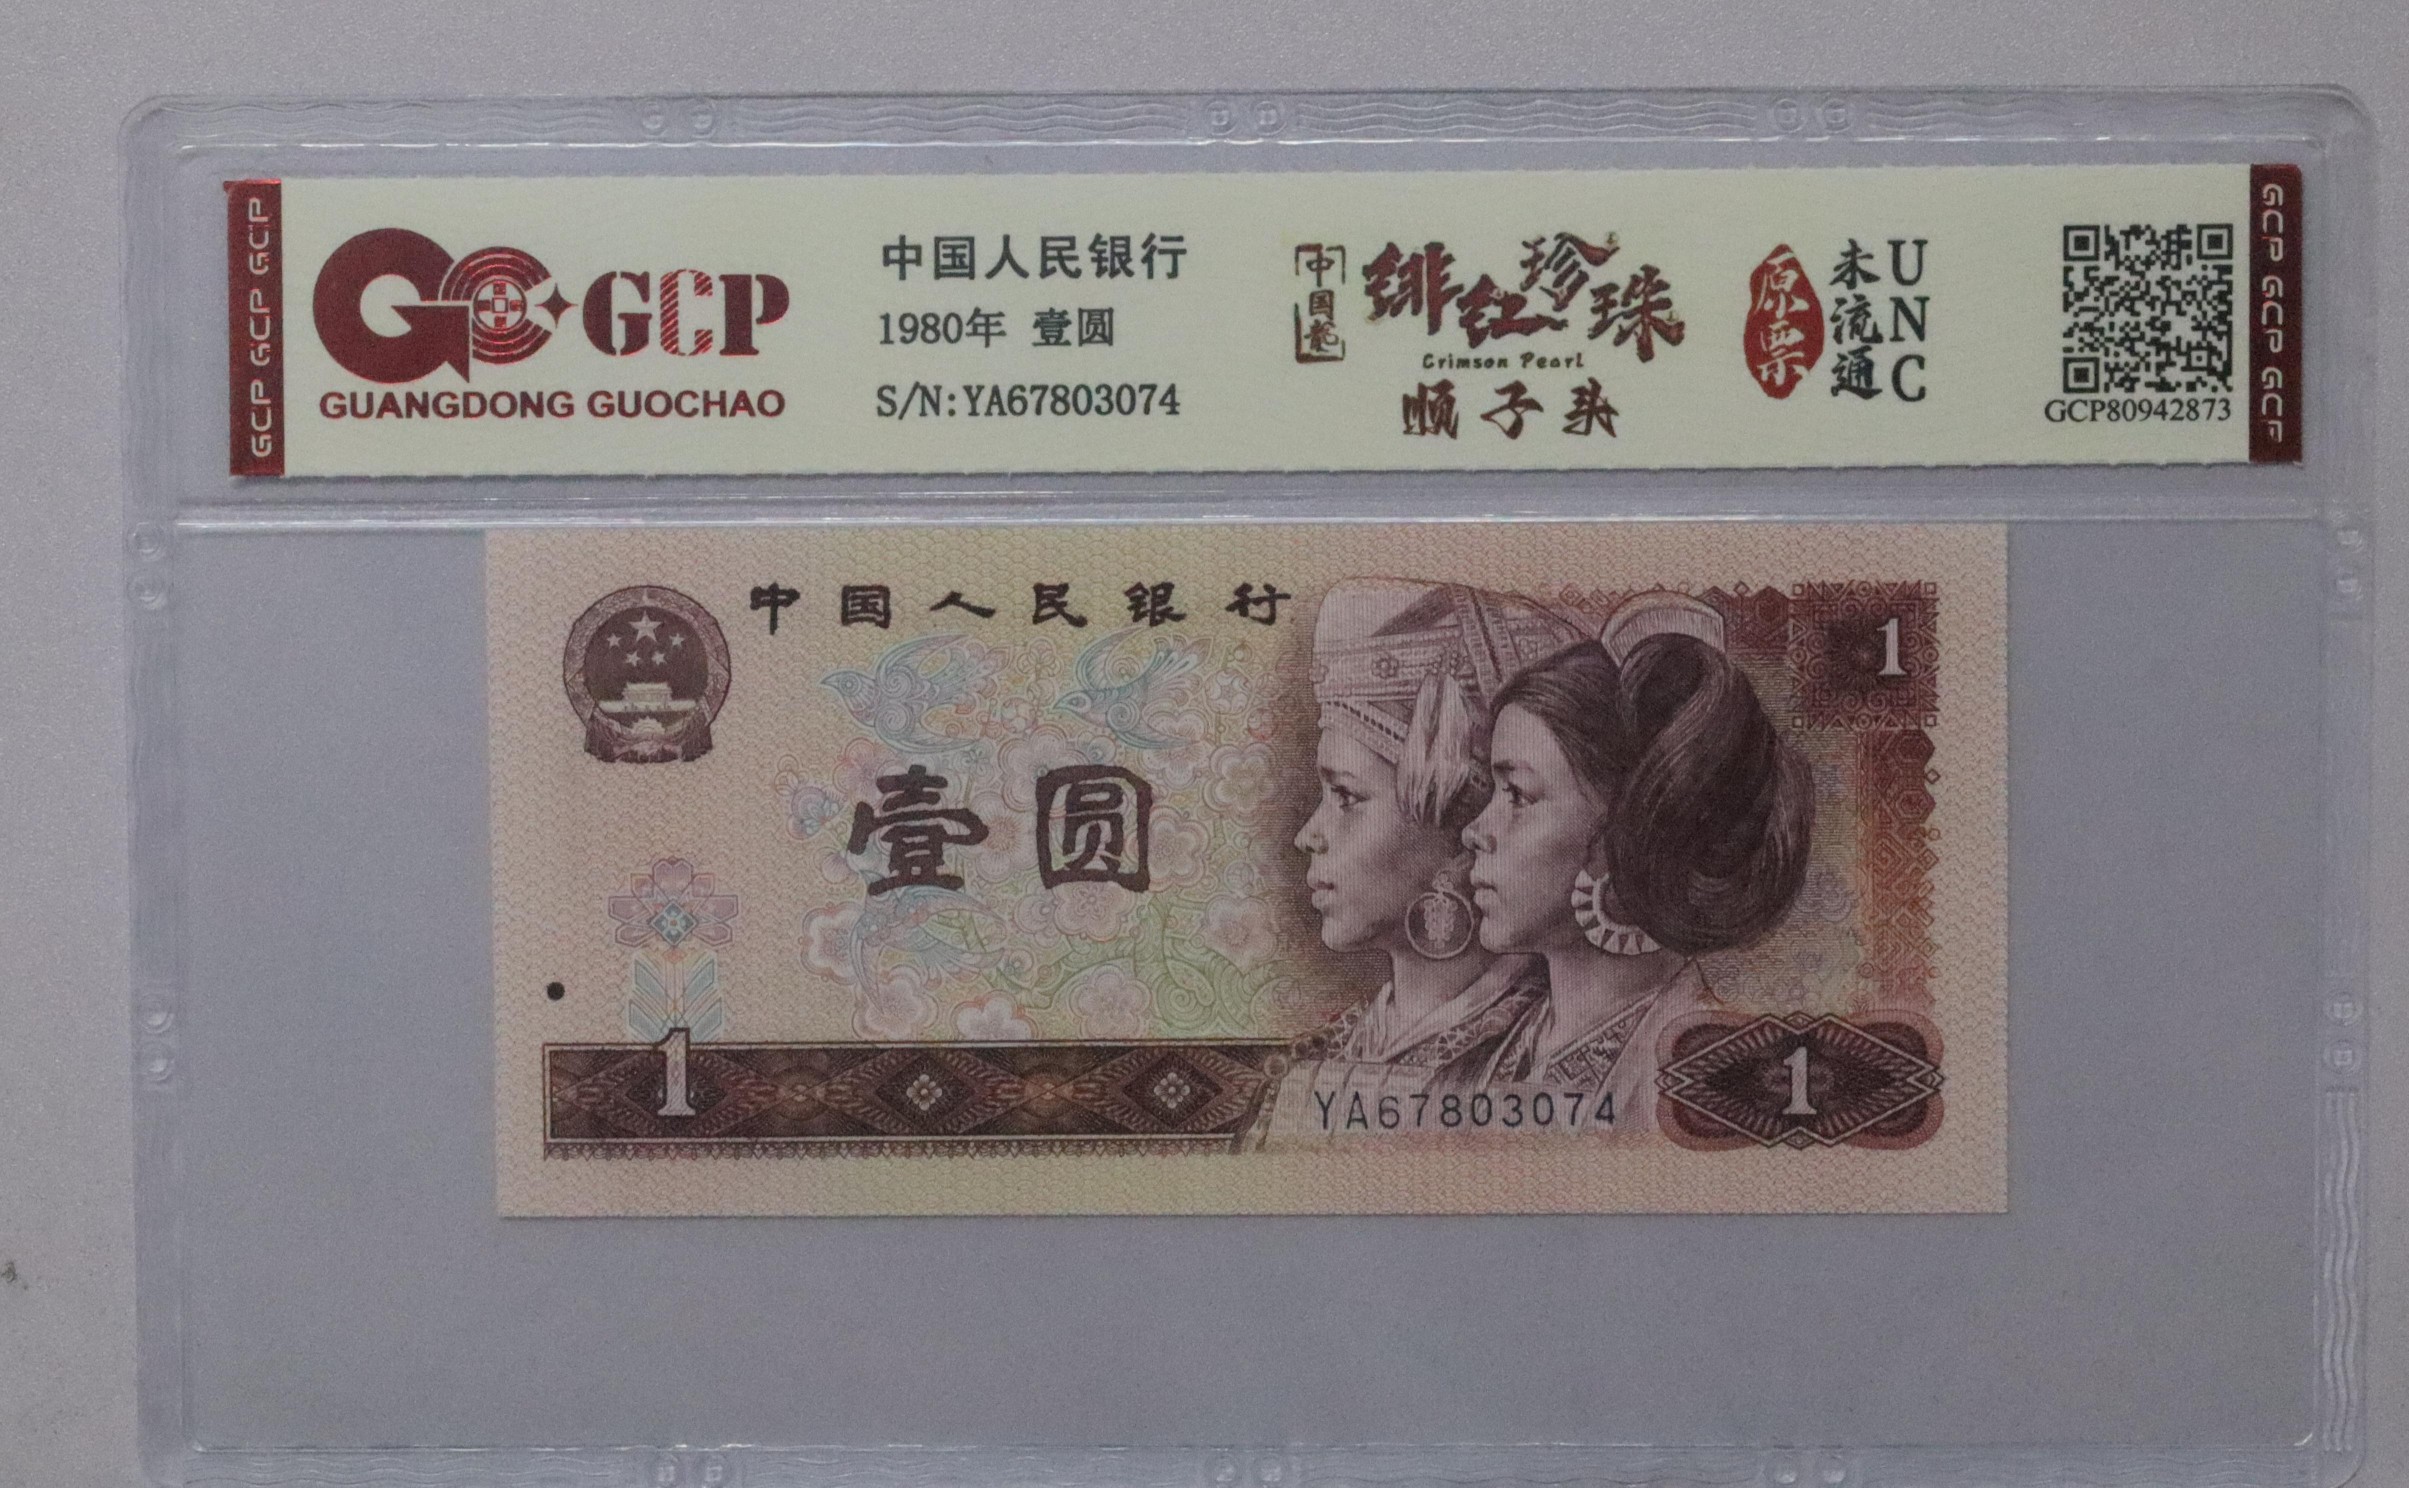 GCP GCP GCP
GCP
GUANGDONG GUOCHAO
中国人民银行
1980年 壹圆
S/N:YA67803074
中国龍
绯红珍珠
Crimson Pearl
顺子头
原票
未流通
UNC
GCP80942873
GCP GCP GCP
中国人民银行
1
壹圆
1
YA67803074
1